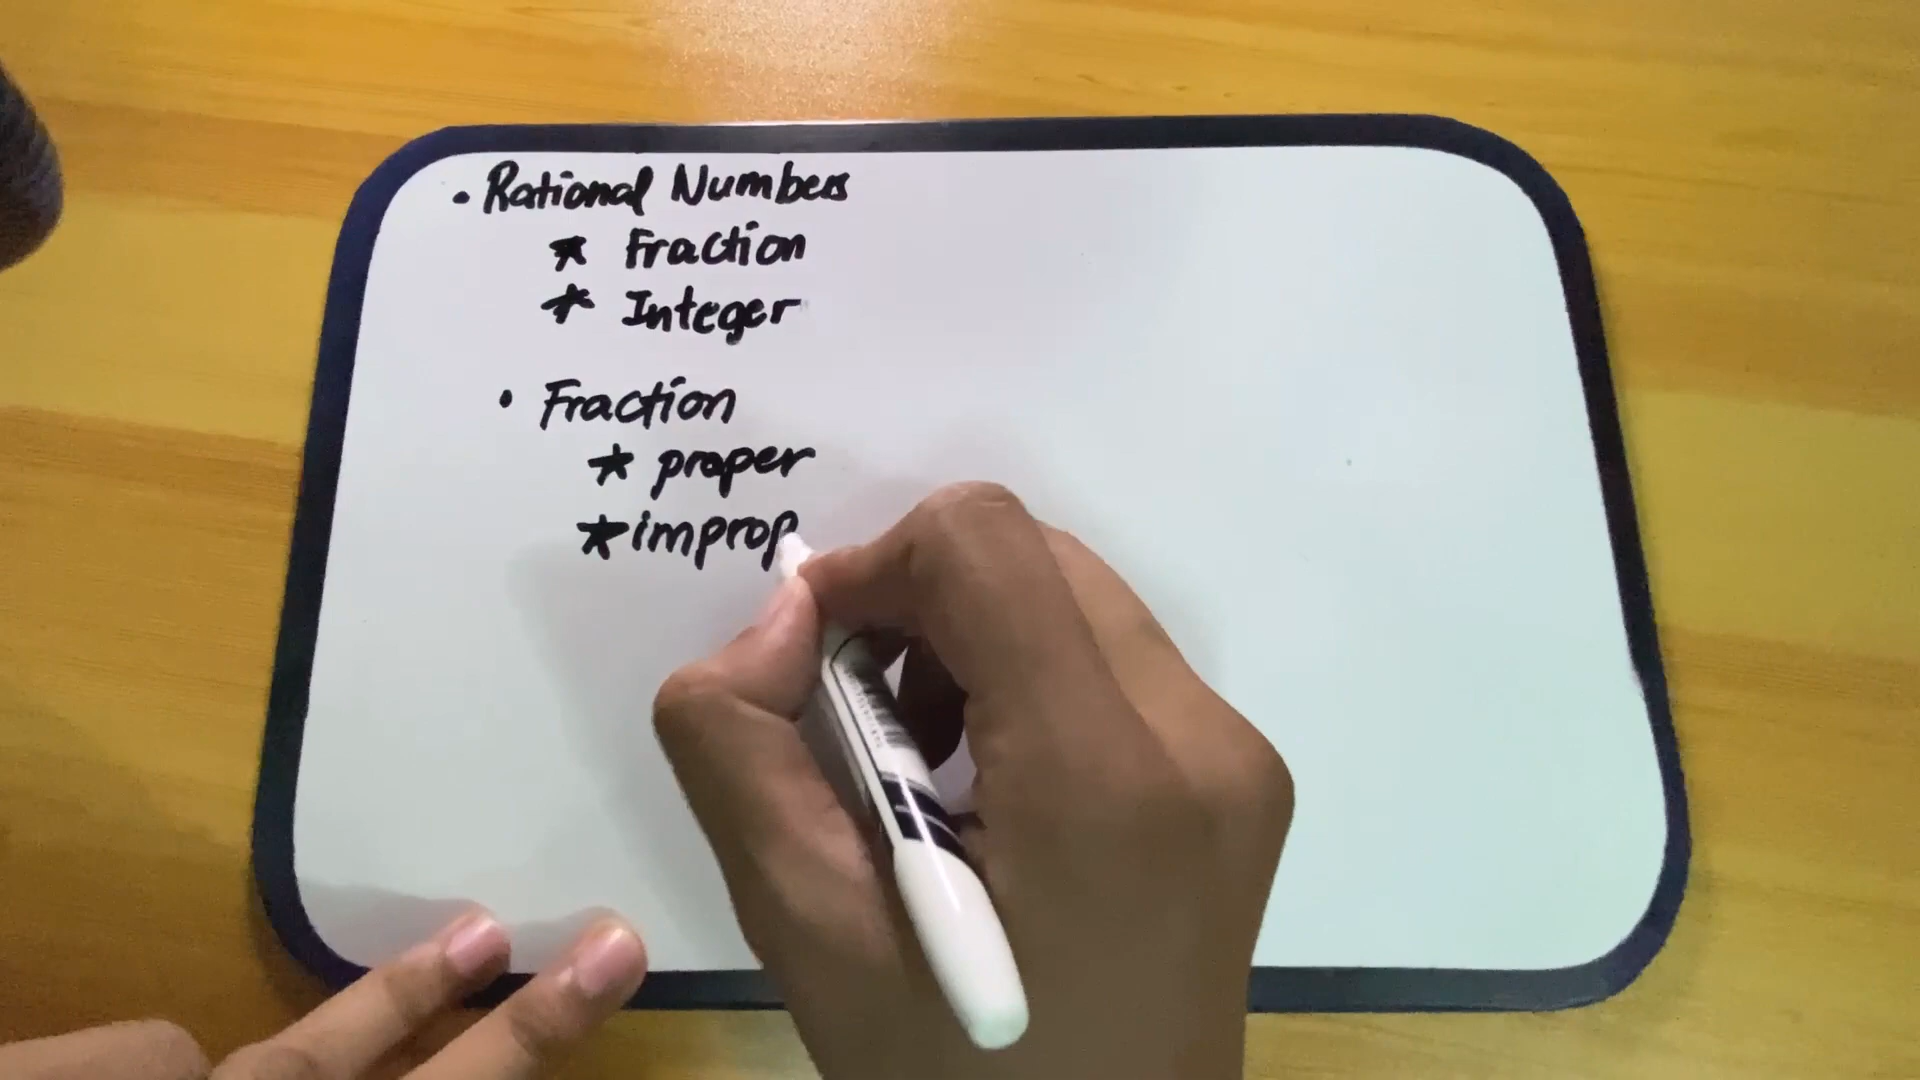 • Rational Numbers
★ Fraction
★ Integer
• Fraction
★ proper
★ improp